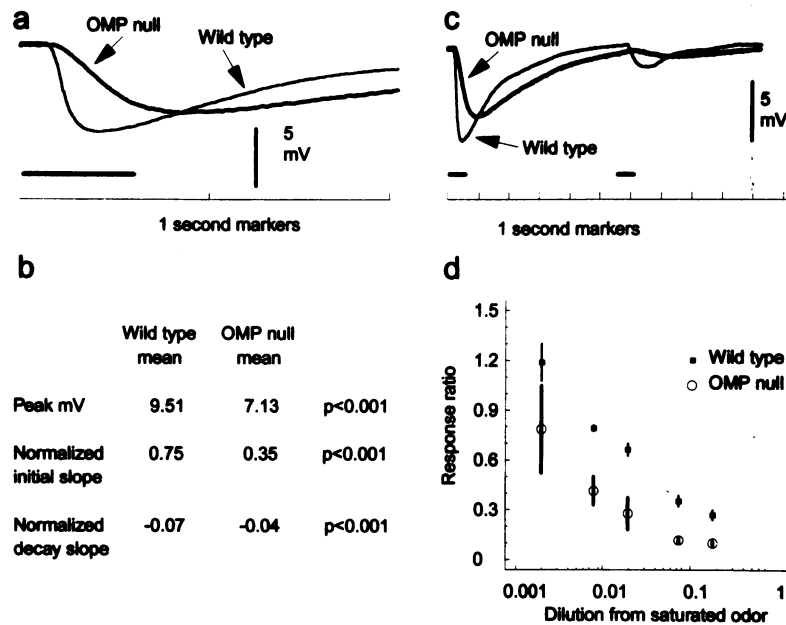 a
OMP null
Wild type
5
mV
1 second markers
c
OMP null
Wild type
5
mV
1 second markers
b
Wild type
mean
OMP null
mean
Peak mV 9.51 7.13 p<0.001
Normalized
initial slope
0.75 0.35 p<0.001
Normalized
decay slope
-0.07 -0.04 p<0.001
d
Response ratio
1.5
1.2
0.9
0.6
0.3
0
Wild type
OMP null
0.001 0.01 0.1 1
Dilution from saturated odor